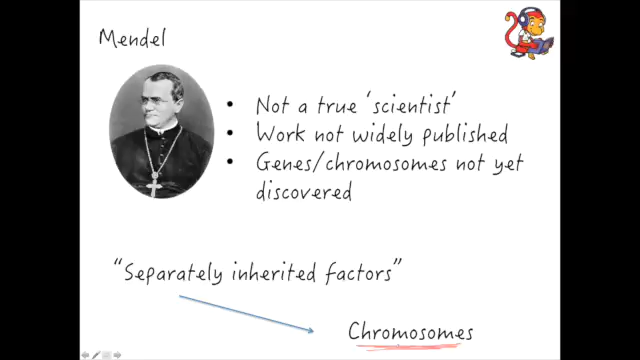 Mendel
• Not a true 'scientist'
• Work not widely published
• Genes/chromosomes not yet
discovered
"Separately inherited factors"
Chromosomes